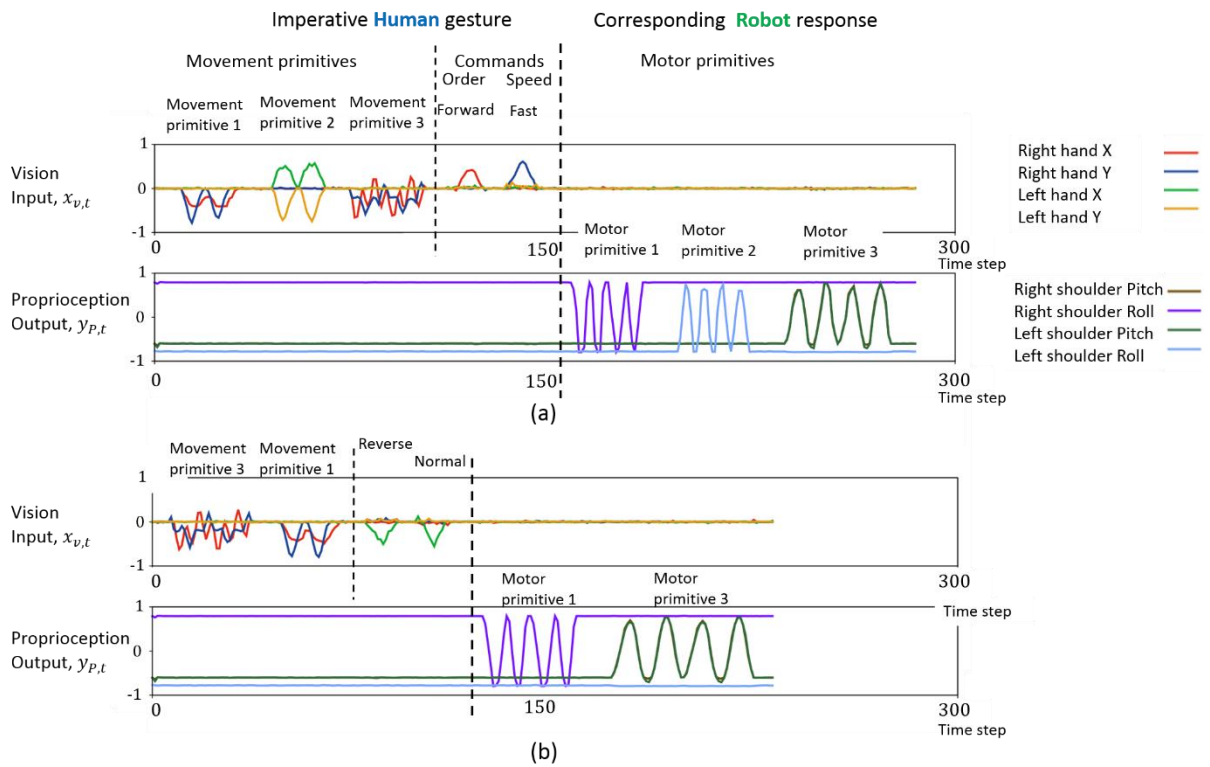 Imperative Human gesture
Corresponding Robot response
Movement primitives
Commands
Motor primitives
Order
Speed
Movement
primitive 1
Movement
primitive 2
Movement
primitive 3
Forward
Fast
Vision
Input, x_{v,t}
1
0
-1
0
150
300
Time step
Right hand X
Right hand Y
Left hand X
Left hand Y
Motor
primitive 1
Motor
primitive 2
Motor
primitive 3
Proprioception
Output, y_{P,t}
1
0
-1
0
150
300
Time step
Right shoulder Pitch
Right shoulder Roll
Left shoulder Pitch
Left shoulder Roll
(a)
Movement
primitive 3
Movement
primitive 1
Reverse
Normal
Vision
Input, x_{v,t}
1
0
-1
0
300
Time step
Motor
primitive 1
Motor
primitive 3
Proprioception
Output, y_{P,t}
1
0
-1
0
150
300
Time step
(b)